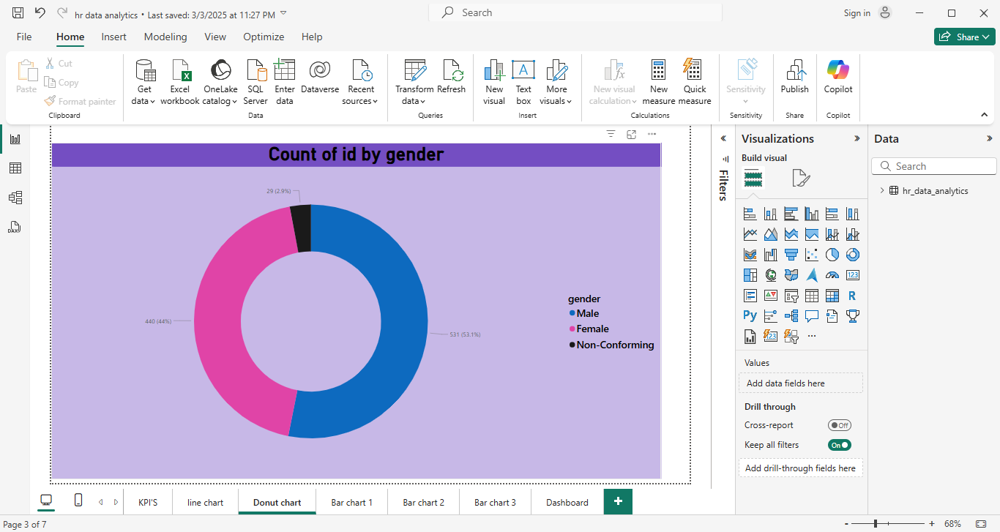 hr data analytics • Last saved: 3/3/2025 at 11:27 PM
Search
Sign in
File
Home
Insert
Modeling
View
Optimize
Help
Share
Paste
Cut
Copy
Format painter
Clipboard
Get data
Excel workbook
OneLake catalog
SQL Server
Enter data
Dataverse
Recent sources
Data
Transform data
Refresh
Queries
New visual
A
Text box
More visuals
Insert
New visual calculation
fx
New measure
Quick measure
Calculations
Sensitivity
Sensitivity
Publish
Share
Copilot
Copilot
DAX
Count of id by gender
29 (2.9%)
440 (44%)
531 (53.1%)
gender
Male
Female
Non-Conforming
Filters
Visualizations
Build visual
123
R
Py
123
Values
Add data fields here
Drill through
Cross-report
Off
Keep all filters
On
Add drill-through fields here
Data
Search
hr_data_analytics
KPI'S
line chart
Donut chart
Bar chart 1
Bar chart 2
Bar chart 3
Dashboard
+
Page 3 of 7
- + 68%